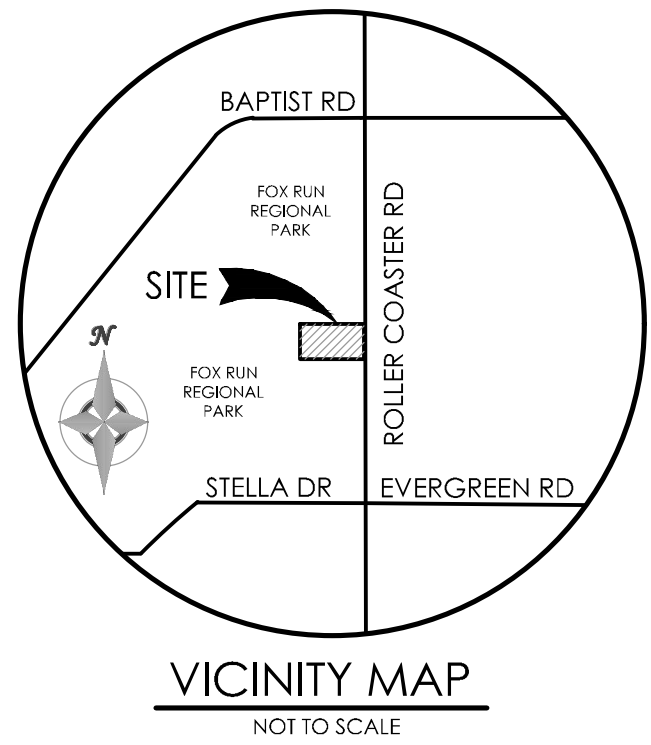 BAPTIST RD
FOX RUN
REGIONAL
PARK
ROLLER COASTER RD
SITE
N
FOX RUN
REGIONAL
PARK
STELLA DR
EVERGREEN RD
VICINITY MAP
NOT TO SCALE